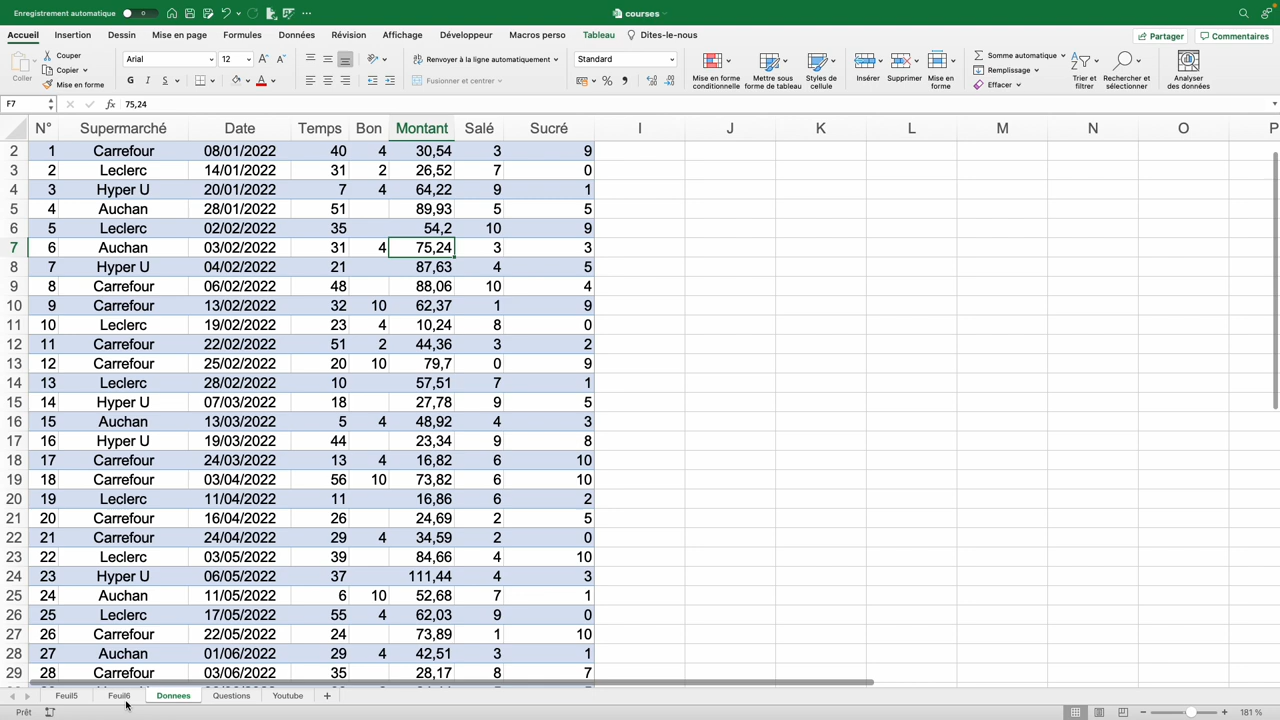 Enregistrement automatique
courses
Accueil Insertion Dessin Mise en page Formules Données Révision Affichage Développeur Macros perso Tableau Dites-le-nous Partager Commentaires
Coller Couper Copier Mise en forme
Arial 12 A A
G I S
Renvoyer à la ligne automatiquement
Fusionner et centrer
Standard
%
Mise en forme conditionnelle
Mettre sous forme de tableau
Styles de cellule
Insérer Supprimer Mise en forme
Somme automatique
Remplissage
Effacer
Trier et filtrer
Rechercher et sélectionner
Analyser des données
F7 fx 75,24
N° Supermarché Date Temps Bon Montant Salé Sucré I J K L M N O P
2 1 Carrefour 08/01/2022 40 4 30,54 3 9
3 2 Leclerc 14/01/2022 31 2 26,52 7 0
4 3 Hyper U 20/01/2022 7 4 64,22 9 1
5 4 Auchan 28/01/2022 51 89,93 5 5
6 5 Leclerc 02/02/2022 35 54,2 10 9
7 6 Auchan 03/02/2022 31 4 75,24 3 3
8 7 Hyper U 04/02/2022 21 87,63 4 5
9 8 Carrefour 06/02/2022 48 88,06 10 4
10 9 Carrefour 13/02/2022 32 10 62,37 1 9
11 10 Leclerc 19/02/2022 23 4 10,24 8 0
12 11 Carrefour 22/02/2022 51 2 44,36 3 2
13 12 Carrefour 25/02/2022 20 10 79,7 0 9
14 13 Leclerc 28/02/2022 10 57,51 7 1
15 14 Hyper U 07/03/2022 18 27,78 9 5
16 15 Auchan 13/03/2022 5 4 48,92 4 3
17 16 Hyper U 19/03/2022 44 23,34 9 8
18 17 Carrefour 24/03/2022 13 4 16,82 6 10
19 18 Carrefour 03/04/2022 56 10 73,82 6 10
20 19 Leclerc 11/04/2022 11 16,86 6 2
21 20 Carrefour 16/04/2022 26 24,69 2 5
22 21 Carrefour 24/04/2022 29 4 34,59 2 0
23 22 Leclerc 03/05/2022 39 84,66 4 10
24 23 Hyper U 06/05/2022 37 111,44 4 3
25 24 Auchan 11/05/2022 6 10 52,68 7 1
26 25 Leclerc 17/05/2022 55 4 62,03 9 0
27 26 Carrefour 22/05/2022 24 73,89 1 10
28 27 Auchan 01/06/2022 29 4 42,51 3 1
29 28 Carrefour 03/06/2022 35 28,17 8 7
Feuil5 Feuil6 Donnees Questions Youtube +
Prêt 181 %